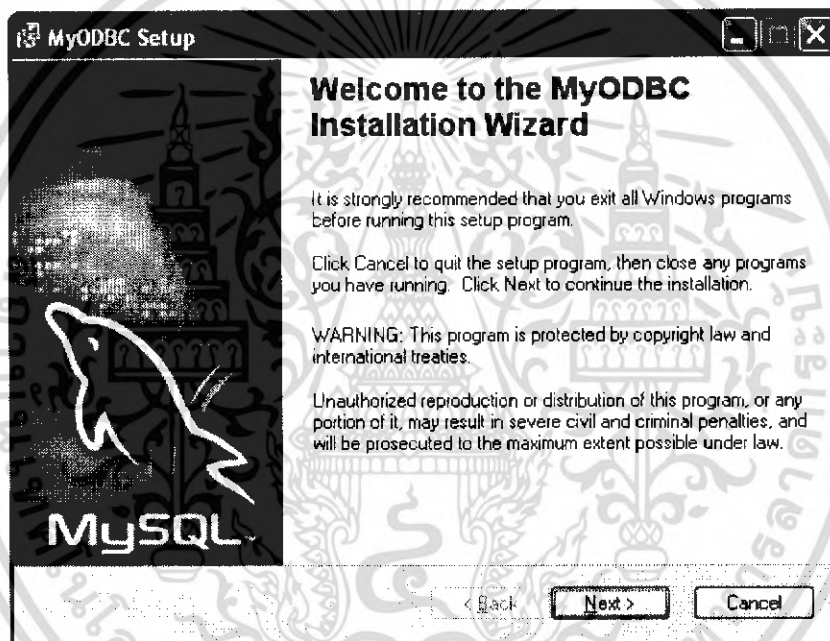 MyODBC Setup
Welcome to the MyODBC
Installation Wizard
It is strongly recommended that you exit all Windows programs
before running this setup program.
Click Cancel to quit the setup program, then close any programs
you have running. Click Next to continue the installation.
WARNING: This program is protected by copyright law and
international treaties.
Unauthorized reproduction or distribution of this program, or any
portion of it, may result in severe civil and criminal penalties, and
will be prosecuted to the maximum extent possible under law.
MySQL
< Back
Next >
Cancel